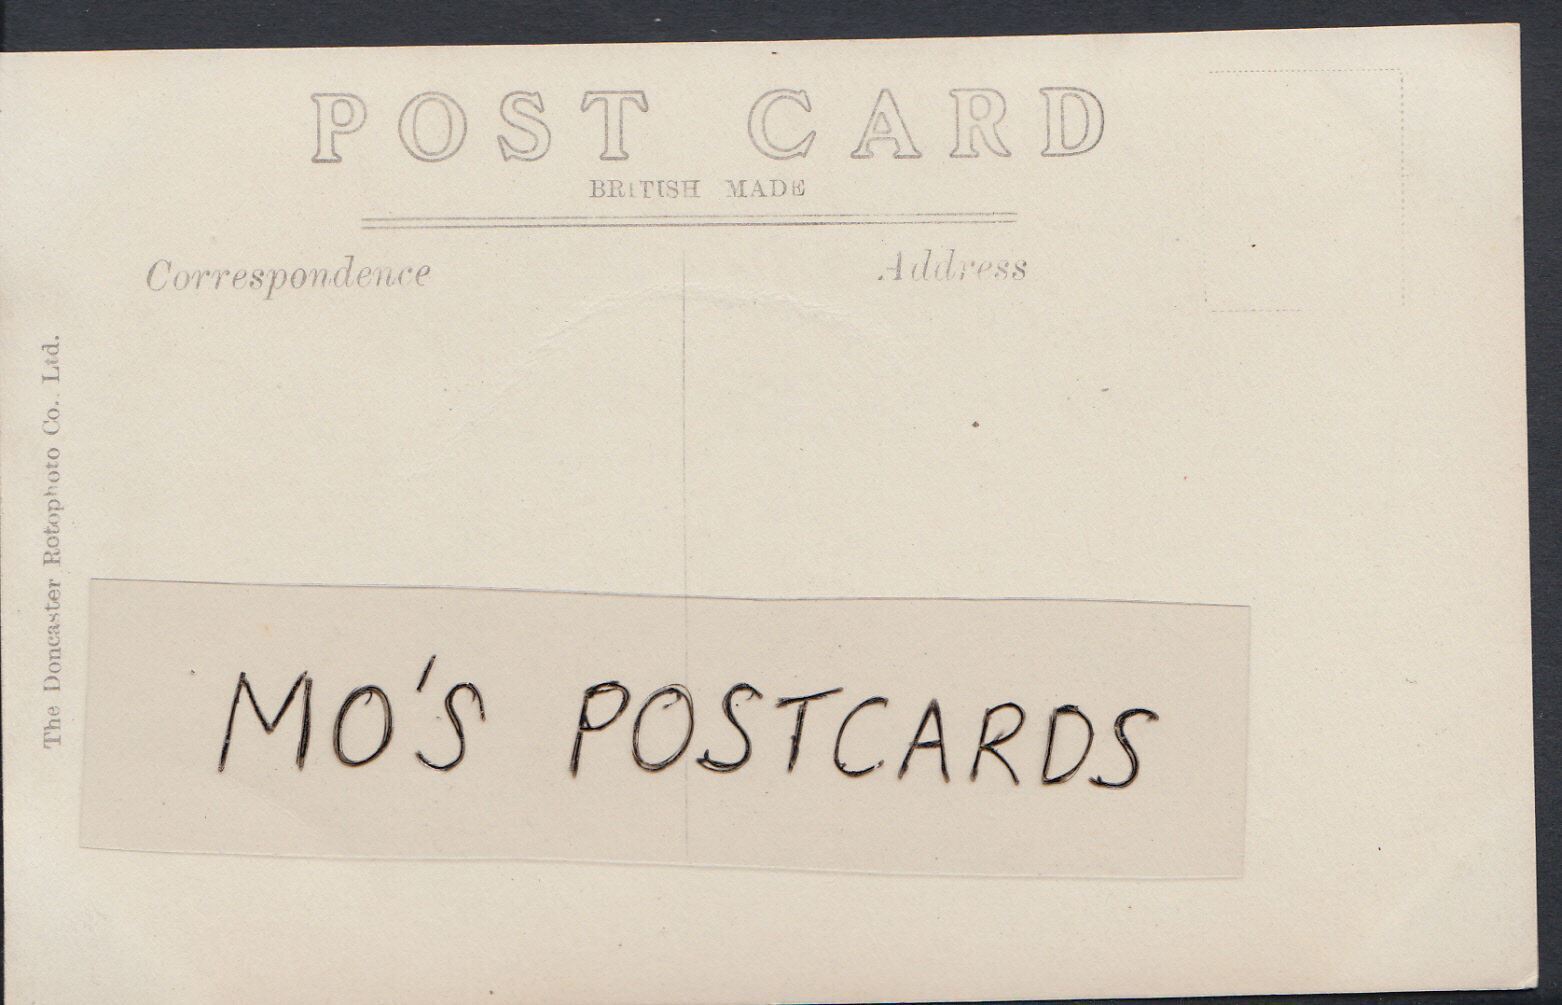 POST CARD
BRITISH MADE
Correspondence
Address
The Doncaster Rotophoto Co. Ltd.
MO'S POSTCARDS